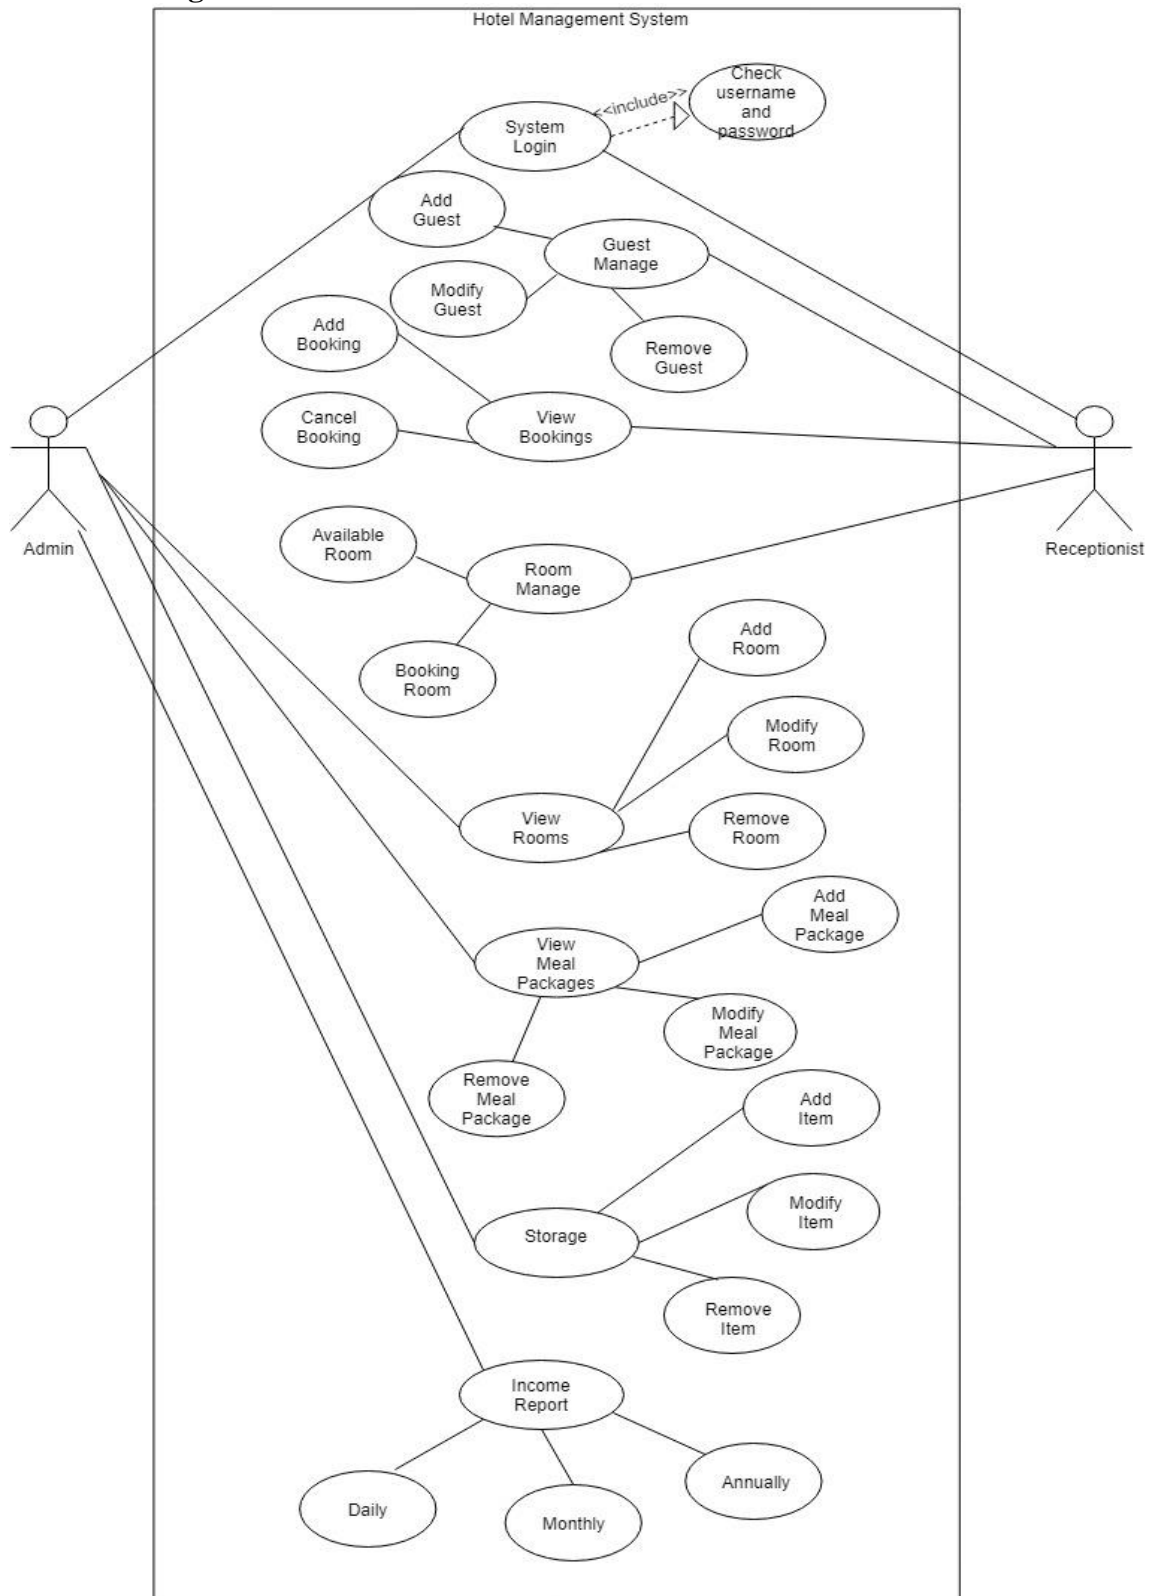 Hotel Management System
Check
username
and
password
<<include>>
System
Login
Add
Guest
Guest
Manage
Modify
Guest
Add
Booking
Remove
Guest
Cancel
Booking
View
Bookings
Admin
Receptionist
Available
Room
Room
Manage
Add
Room
Booking
Room
Modify
Room
View
Rooms
Remove
Room
Add
Meal
Package
View
Meal
Packages
Modify
Meal
Package
Remove
Meal
Package
Add
Item
Modify
Item
Storage
Remove
Item
Income
Report
Daily
Monthly
Annually